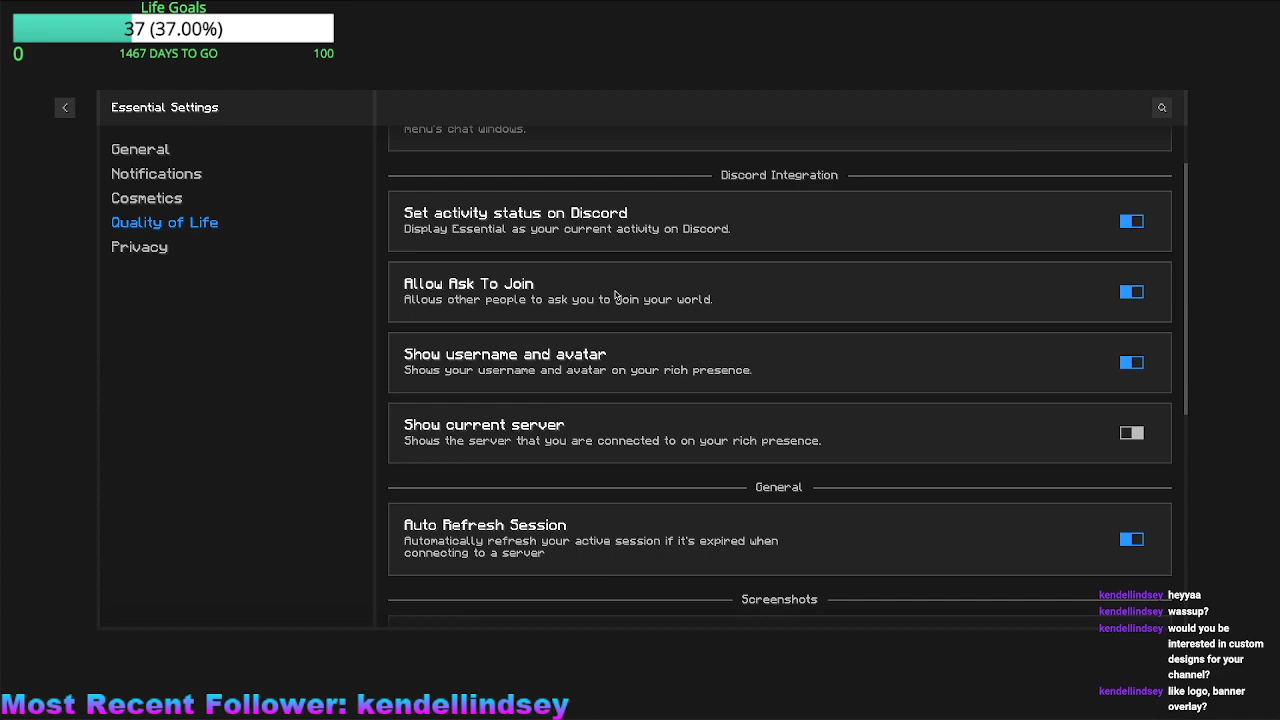 Life Goals
37 (37.00%)
0
1467 DAYS TO GO
100
Essential Settings
General
Notifications
Cosmetics
Quality of Life
Privacy
Menu's chat windows.
Discord Integration
Set activity status on Discord
Display Essential as your current activity on Discord.
Allow Ask To Join
Allows other people to ask you to join your world.
Show username and avatar
Shows your username and avatar on your rich presence.
Show current server
Shows the server that you are connected to on your rich presence.
General
Auto Refresh Session
Automatically refresh your active session if it's expired when
connecting to a server
Screenshots
kendellindsey heyyaa
kendellindsey wassup?
kendellindsey would you be
interested in custom
designs for your
channel?
kendellindsey like logo, banner
overlay?
Most Recent Follower: kendellindsey